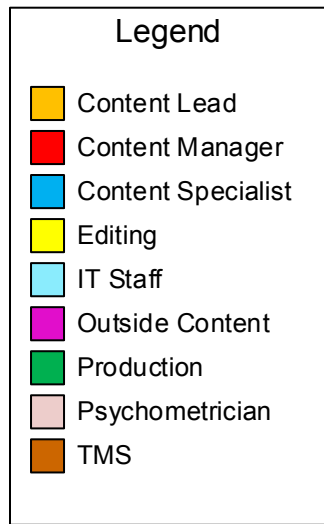 Legend
Content Lead
Content Manager
Content Specialist
Editing
IT Staff
Outside Content
Production
Psychometrician
TMS